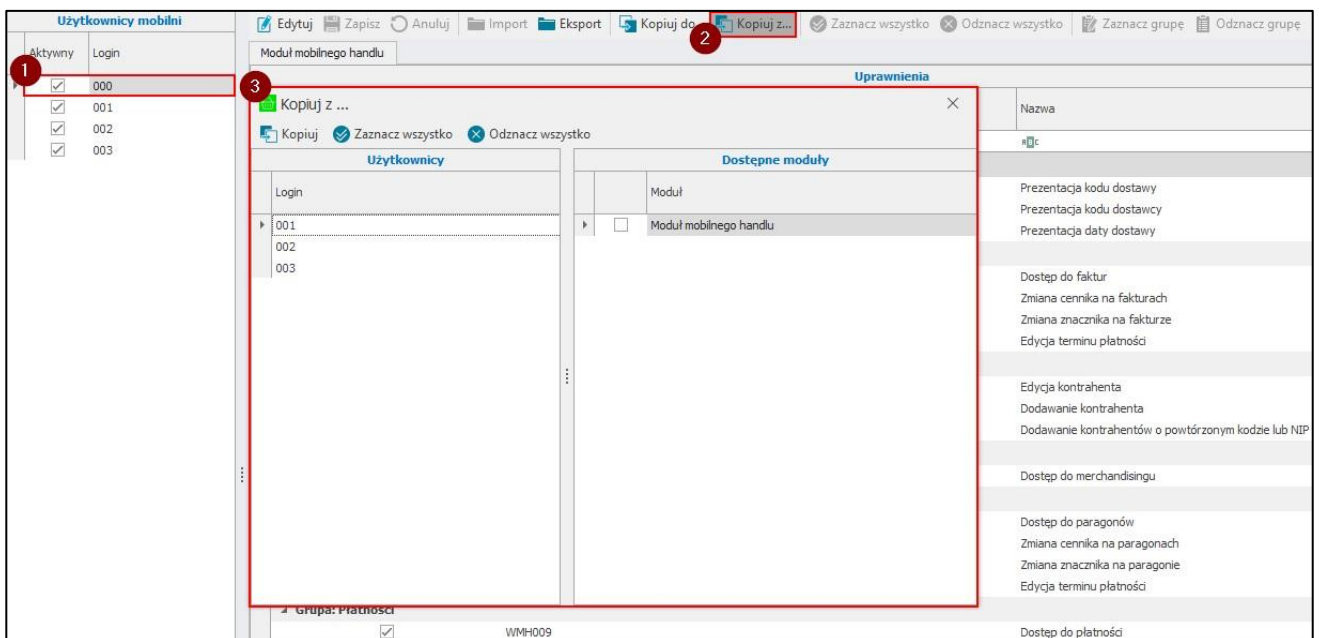 Użytkownicy mobilni
Edytuj Zapisz Anuluj Import Eksport Kopiuj do Kopiuj z... Zaznacz wszystko Odznacz wszystko Zaznacz grupę Odznacz grupę
2
Aktywny Login
Moduł mobilnego handlu
1
000
001
002
003
Uprawnienia
3
Kopiuj z ...
Kopiuj Zaznacz wszystko Odznacz wszystko
Użytkownicy
Dostępne moduły
Login
Moduł
001
Moduł mobilnego handlu
002
003
Nazwa
Prezentacja kodu dostawy
Prezentacja kodu dostawcy
Prezentacja daty dostawy
Dostęp do faktur
Zmiana cennika na fakturach
Zmiana znacznika na fakturze
Edycja terminu płatności
Edycja kontrahenta
Dodawanie kontrahenta
Dodawanie kontrahentów o powtórzonym kodzie lub NIP
Dostęp do merchandisingu
Dostęp do paragonów
Zmiana cennika na paragonach
Zmiana znacznika na paragonie
Edycja terminu płatności
Grupa: Płatności
WMH009
Dostęp do płatności